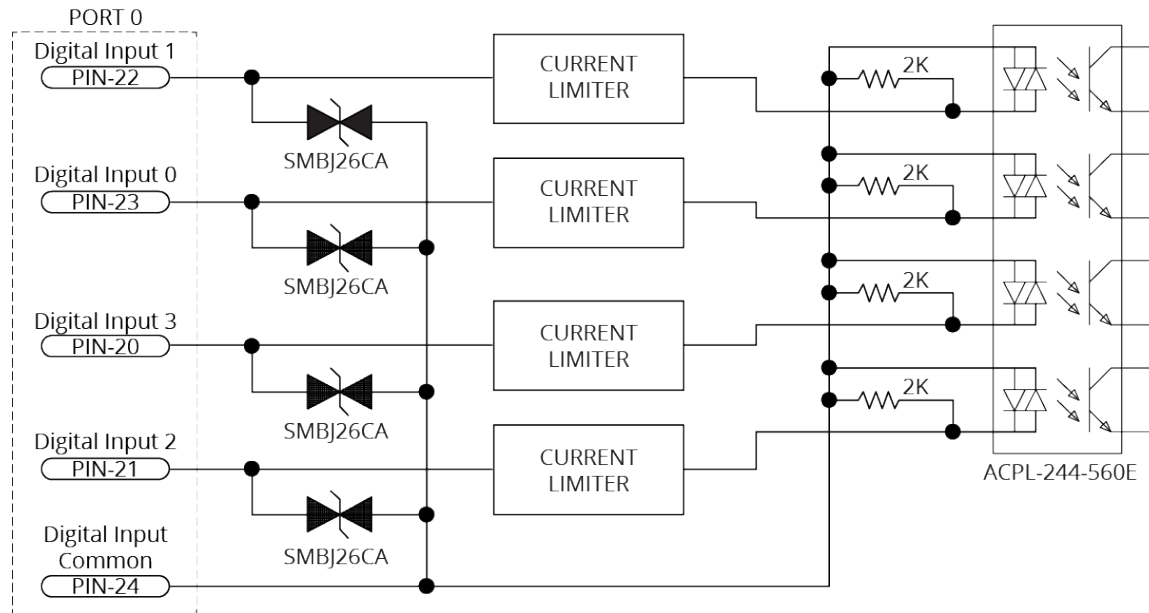 PORT 0
Digital Input 1
PIN-22
CURRENT
LIMITER
2K
SMBJ26CA
Digital Input 0
PIN-23
CURRENT
LIMITER
2K
SMBJ26CA
Digital Input 3
PIN-20
CURRENT
LIMITER
2K
SMBJ26CA
Digital Input 2
PIN-21
CURRENT
LIMITER
2K
ACPL-244-560E
SMBJ26CA
Digital Input
Common
PIN-24